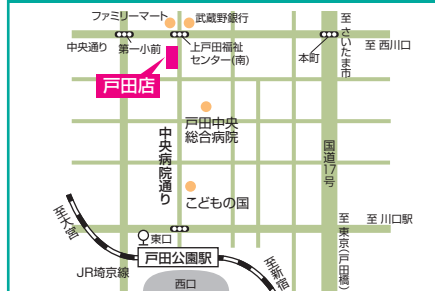 ファミリーマート
武蔵野銀行
中央通り
第一小前
上戸田福祉
センター(南)
本町
至 さいたま市
至 西川口
戸田店
戸田中央
総合病院
中央病院通り
国道17号
こどもの国
至大宮
東口
戸田公園駅
至 川口駅
至 東京(戸田橋)
JR埼京線
西口
至新宿